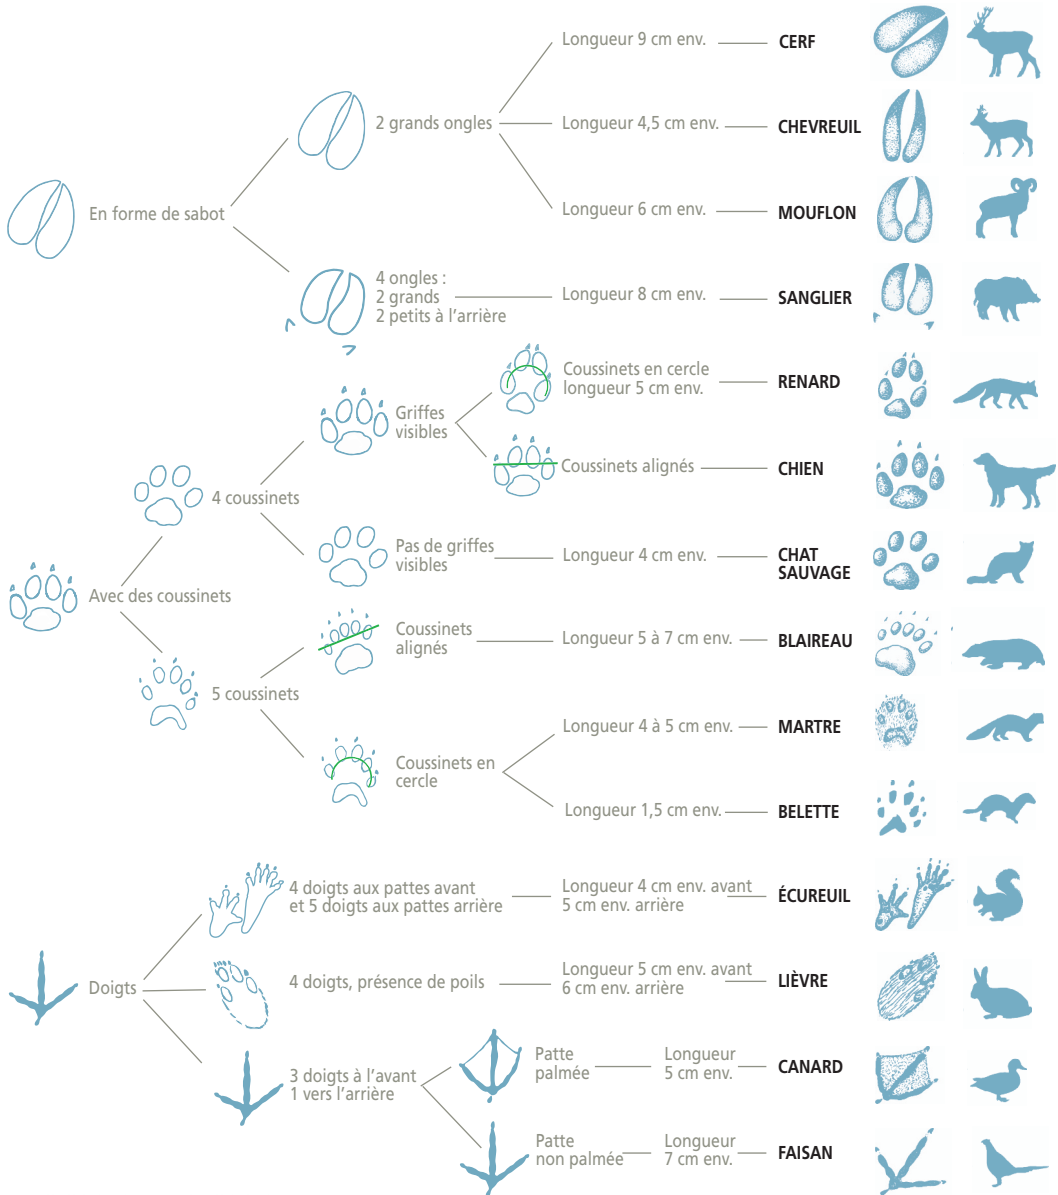 En forme de sabot
2 grands ongles
Longueur 9 cm env.
CERF
Longueur 4,5 cm env.
CHEVREUIL
Longueur 6 cm env.
MOUFLON
4 ongles :
2 grands
2 petits à l'arrière
Longueur 8 cm env.
SANGLIER
Avec des coussinets
4 coussinets
Griffes
visibles
Coussinets en cercle
longueur 5 cm env.
RENARD
Coussinets alignés
CHIEN
Pas de griffes
visibles
Longueur 4 cm env.
CHAT
SAUVAGE
5 coussinets
Coussinets
alignés
Longueur 5 à 7 cm env.
BLAIREAU
Coussinets en
cercle
Longueur 4 à 5 cm env.
MARTRE
Longueur 1,5 cm env.
BELETTE
Doigts
4 doigts aux pattes avant
et 5 doigts aux pattes arrière
Longueur 4 cm env. avant
5 cm env. arrière
ÉCUREUIL
4 doigts, présence de poils
Longueur 5 cm env. avant
6 cm env. arrière
LIÈVRE
3 doigts à l'avant
1 vers l'arrière
Patte
palmée
Longueur
5 cm env.
CANARD
Patte
non palmée
Longueur
7 cm env.
FAISAN